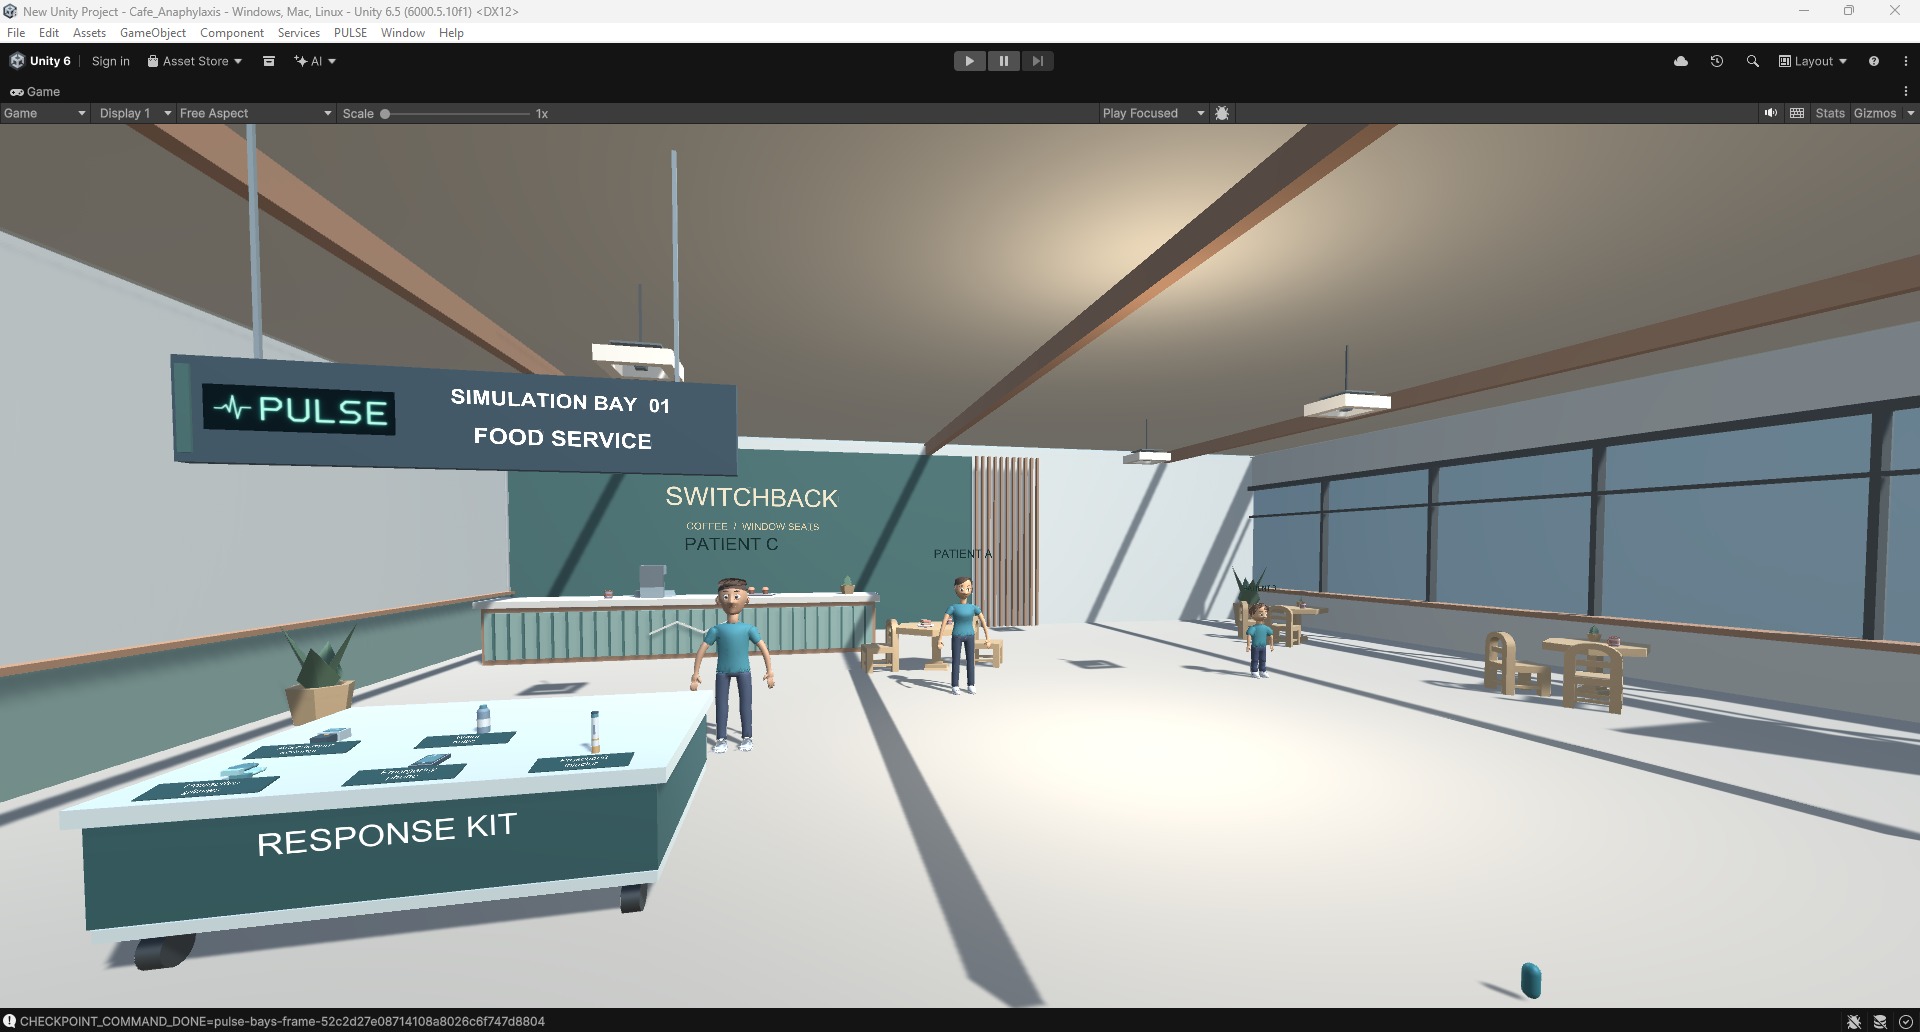 New Unity Project - Cafe_Anaphylaxis - Windows, Mac, Linux - Unity 6.5 (6000.5.10f1) <DX12>
File Edit Assets GameObject Component Services PULSE Window Help
Unity 6 Sign in Asset Store AI Layout
Game
Game Display 1 Free Aspect Scale 1x Play Focused Stats Gizmos
PULSE
SIMULATION BAY 01
FOOD SERVICE
SWITCHBACK
COFFEE / WINDOW SEATS
PATIENT C
PATIENT A
RESPONSE KIT
CHECKPOINT_COMMAND_DONE=pulse-bays-frame-52c2d27e08714108a8026c6f747d8804